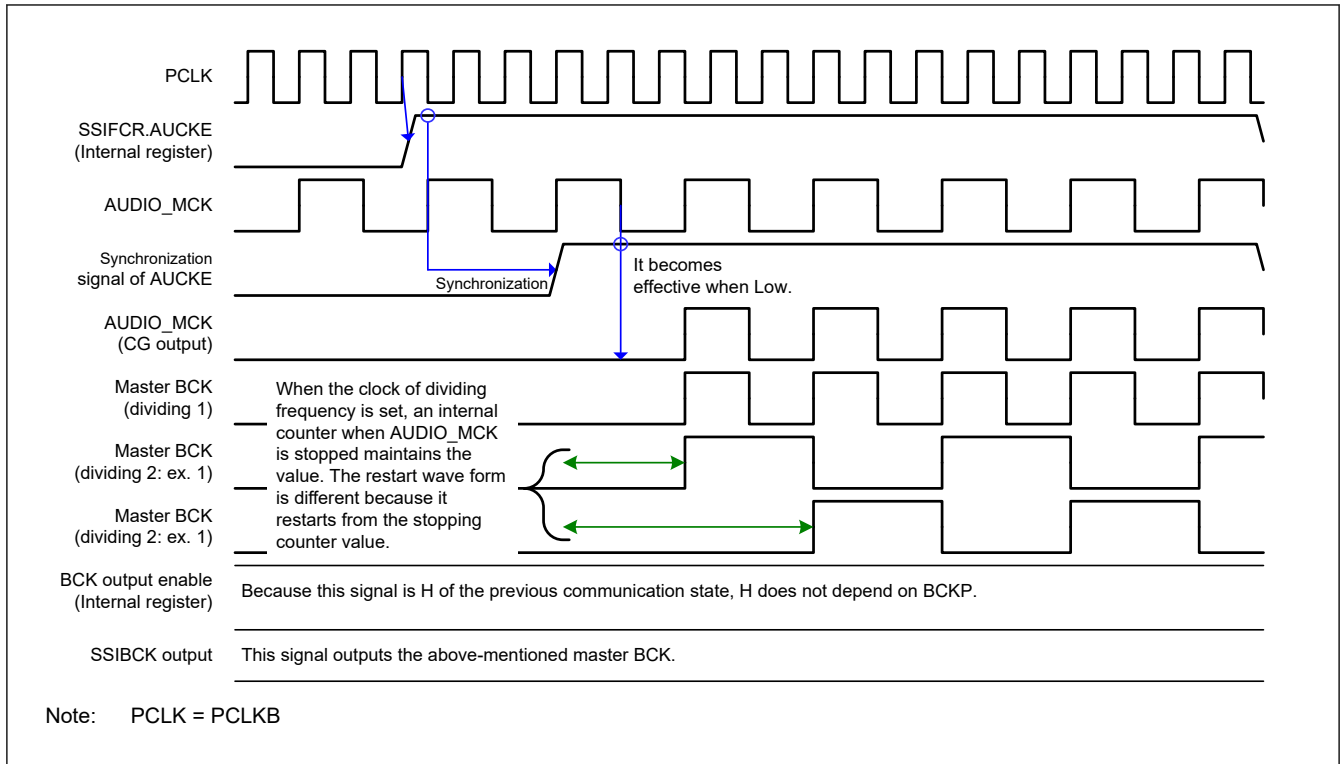 PCLK
SSIFCR.AUCKE
(Internal register)
AUDIO_MCK
Synchronization
signal of AUCKE
Synchronization
It becomes
effective when Low.
AUDIO_MCK
(CG output)
Master BCK
(dividing 1)
When the clock of dividing
frequency is set, an internal
counter when AUDIO_MCK
is stopped maintains the
value. The restart wave form
is different because it
restarts from the stopping
counter value.
Master BCK
(dividing 2: ex. 1)
Master BCK
(dividing 2: ex. 1)
BCK output enable
(Internal register)
Because this signal is H of the previous communication state, H does not depend on BCKP.
SSIBCK output
This signal outputs the above-mentioned master BCK.
Note: PCLK = PCLKB